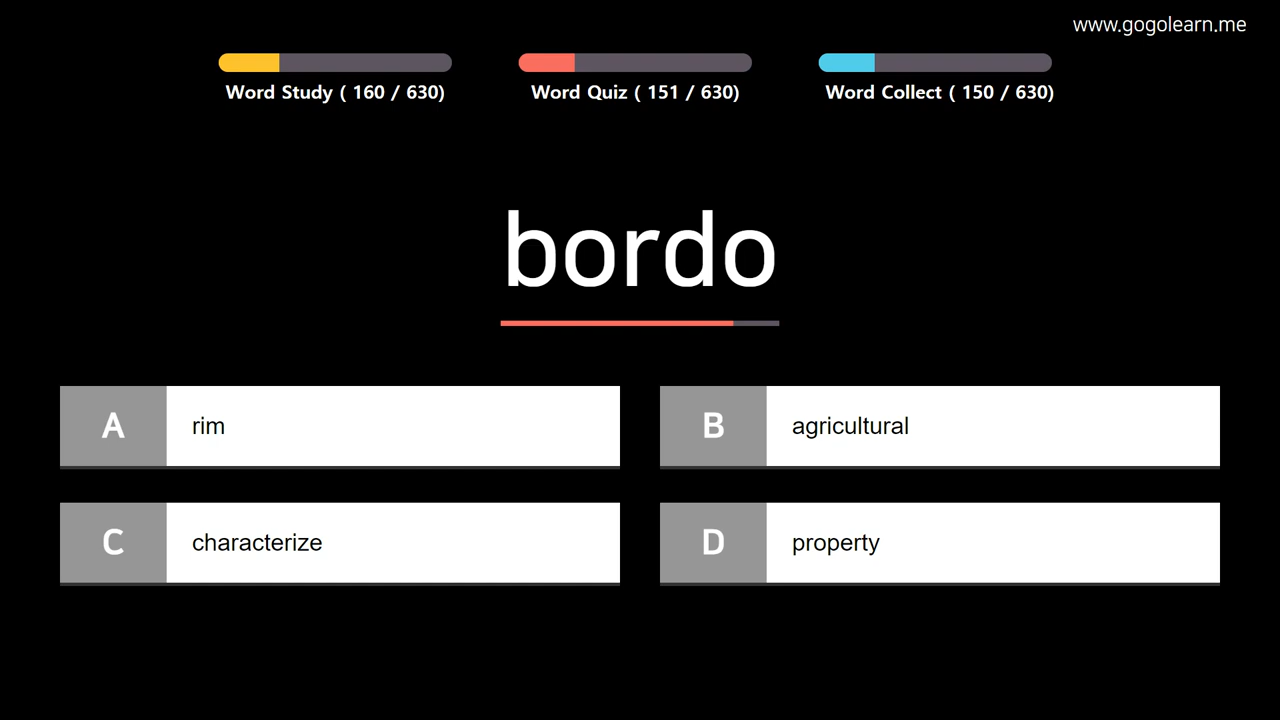 www.gogolearn.me
Word Study ( 160 / 630)
Word Quiz ( 151 / 630)
Word Collect ( 150 / 630)
bordo
A rim
B agricultural
C characterize
D property